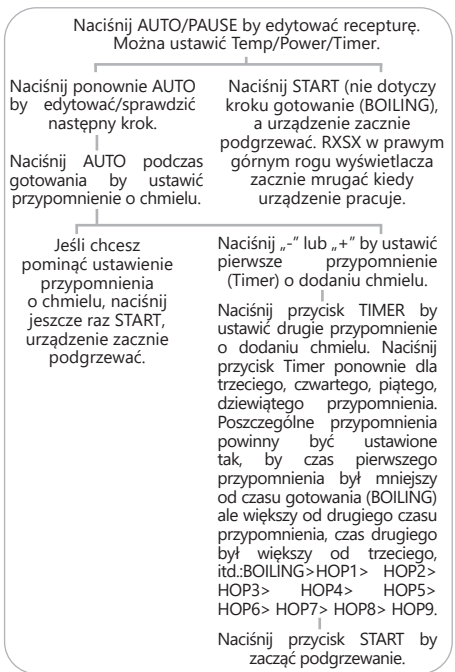 Naciśnij AUTO/PAUSE by edytować recepturę.
Można ustawić Temp/Power/Timer.
Naciśnij ponownie AUTO
by edytować/sprawdzić
następny krok.
Naciśnij AUTO podczas
gotowania by ustawić
przypomnienie o chmielu.
Naciśnij START (nie dotyczy
kroku gotowanie (BOILING),
a urządzenie zacznie
podgrzewać. RXSX w prawym
górnym rogu wyświetlacza
zacznie mrugać kiedy
urządzenie pracuje.
Jeśli chcesz
pominąć ustawienie
przypomnienia
o chmielu, naciśnij
jeszcze raz START,
urządzenie zacznie
podgrzewać.
Naciśnij „-” lub „+” by ustawić
pierwsze przypomnienie
(Timer) o dodaniu chmielu.
Naciśnij przycisk TIMER by
ustawić drugie przypomnienie
o dodaniu chmielu. Naciśnij
przycisk Timer ponownie dla
trzeciego, czwartego, piątego,
dziewiątego przypomnienia.
Poszczególne przypomnienia
powinny być ustawione
tak, by czas pierwszego
przypomnienia był mniejszy
od czasu gotowania (BOILING)
ale większy od drugiego czasu
przypomnienia, czas drugiego
był większy od trzeciego,
itd.:BOILING>HOP1> HOP2>
HOP3> HOP4> HOP5>
HOP6> HOP7> HOP8> HOP9.
Naciśnij przycisk START by
zacząć podgrzewanie.